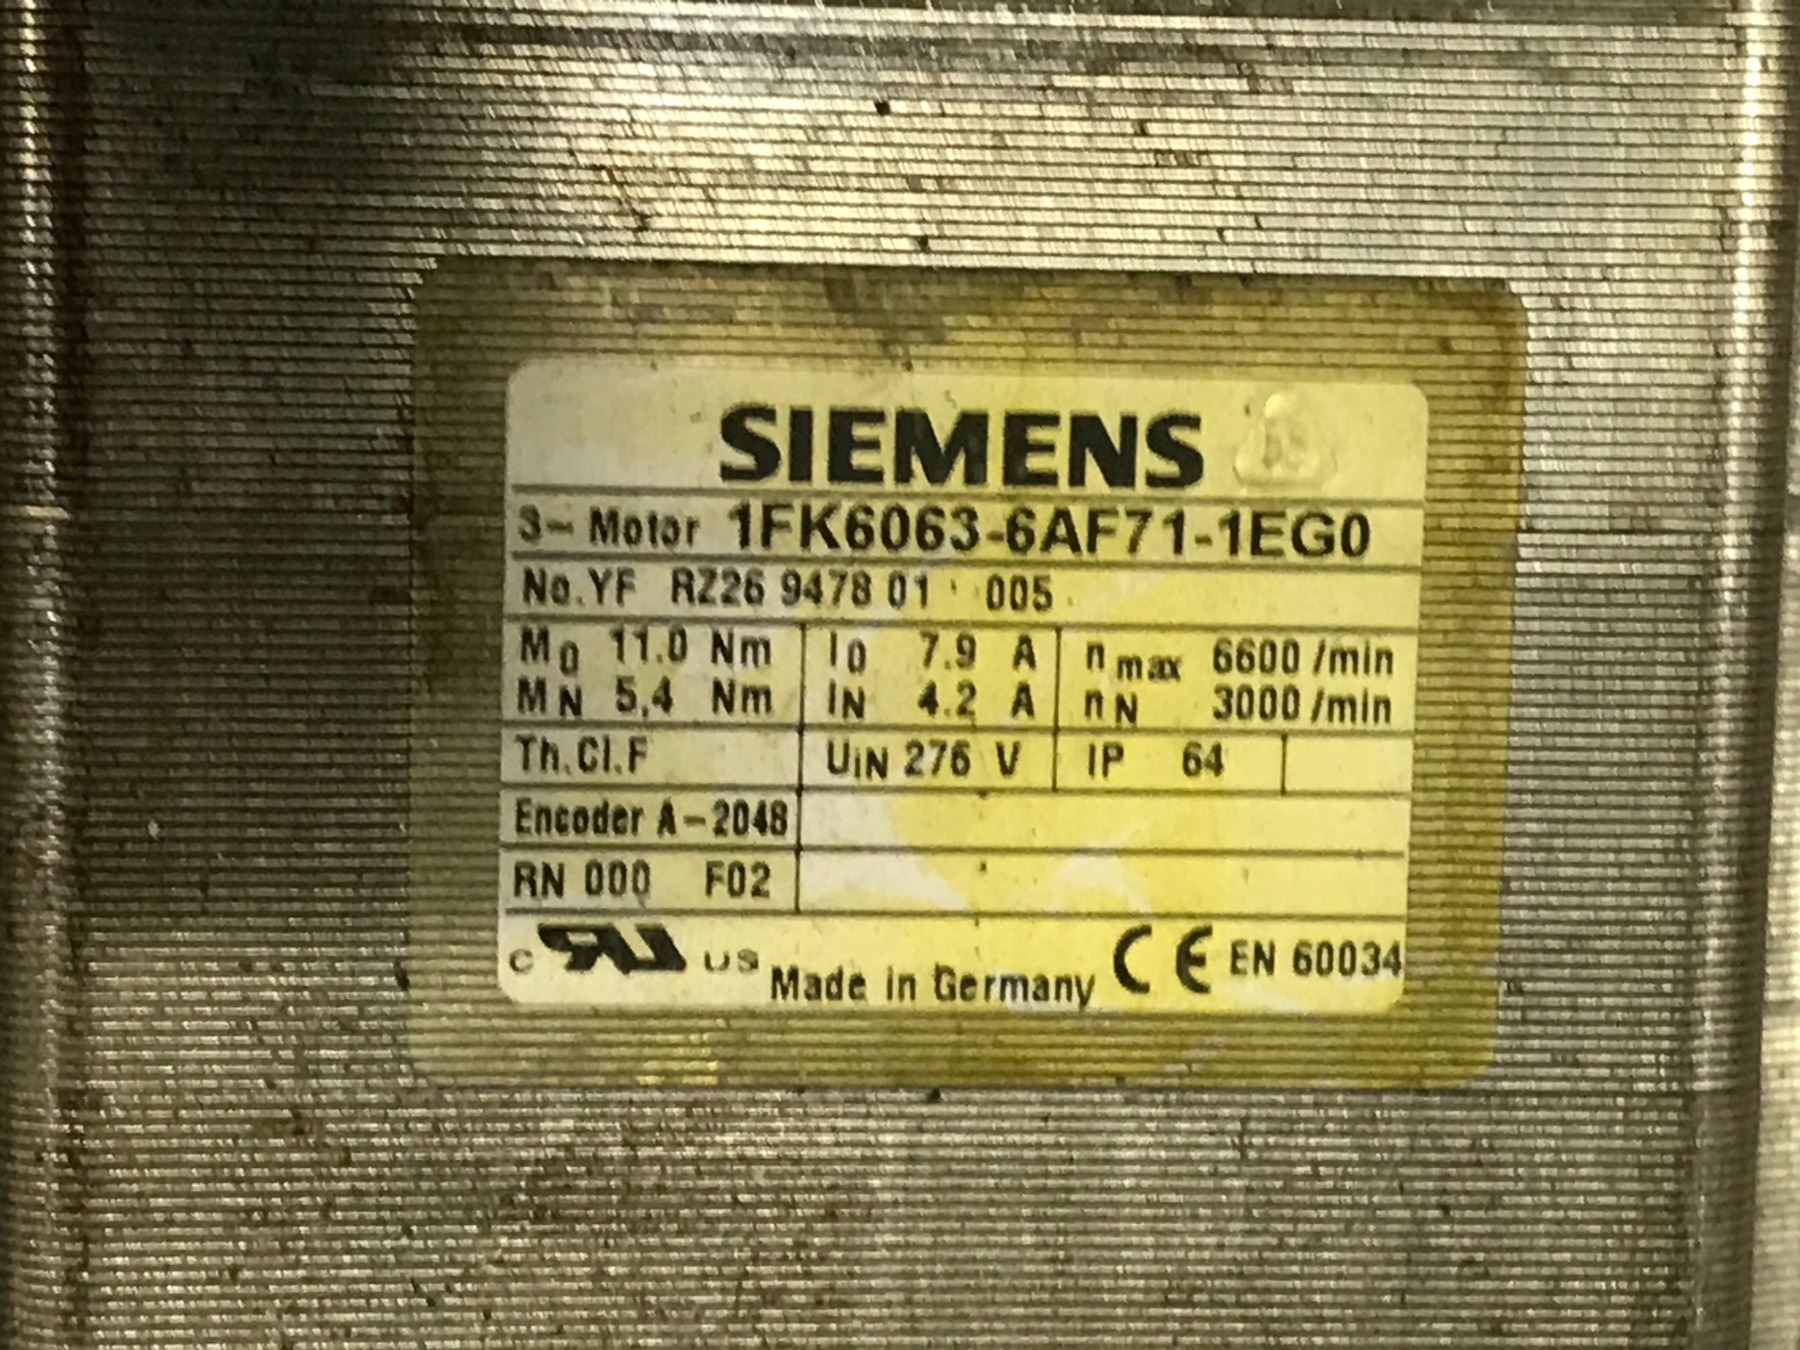 SIEMENS
3~ Motor 1FK6063-6AF71-1EG0
No.YF RZ26 9478 01 005
M0 11.0 Nm I0 7.9 A nmax 6600 /min
MN 5,4 Nm IN 4.2 A nN 3000 /min
Th.Cl.F UiN 276 V IP 64
Encoder A-2048
RN 000 F02
c RU US Made in Germany CE EN 60034